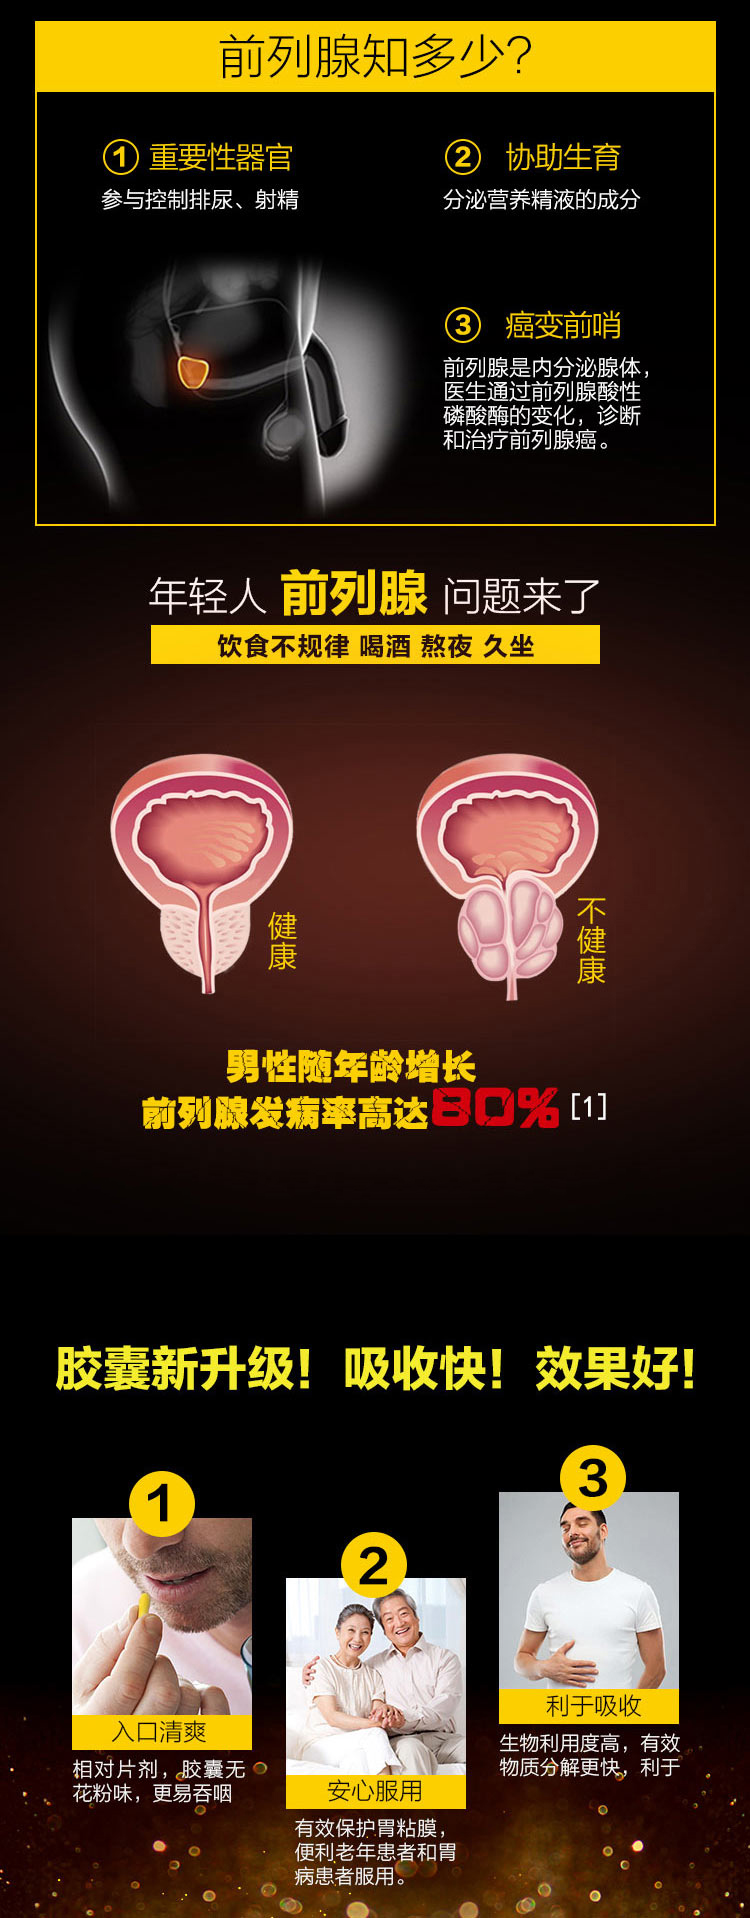 前列腺知多少?
① 重要性器官
参与控制排尿、射精
② 协助生育
分泌营养精液的成分
③ 癌变前哨
前列腺是内分泌腺体，
医生通过前列腺酸性
磷酸酶的变化，诊断
和治疗前列腺癌。
年轻人 前列腺 问题来了
饮食不规律 喝酒 熬夜 久坐
健康
不健康
男性随年龄增长
前列腺发病率高达80% [1]
胶囊新升级！吸收快！效果好！
1
入口清爽
相对片剂，胶囊无
花粉味，更易吞咽
2
安心服用
有效保护胃粘膜，
便利老年患者和胃
病患者服用。
3
利于吸收
生物利用度高，有效
物质分解更快，利于